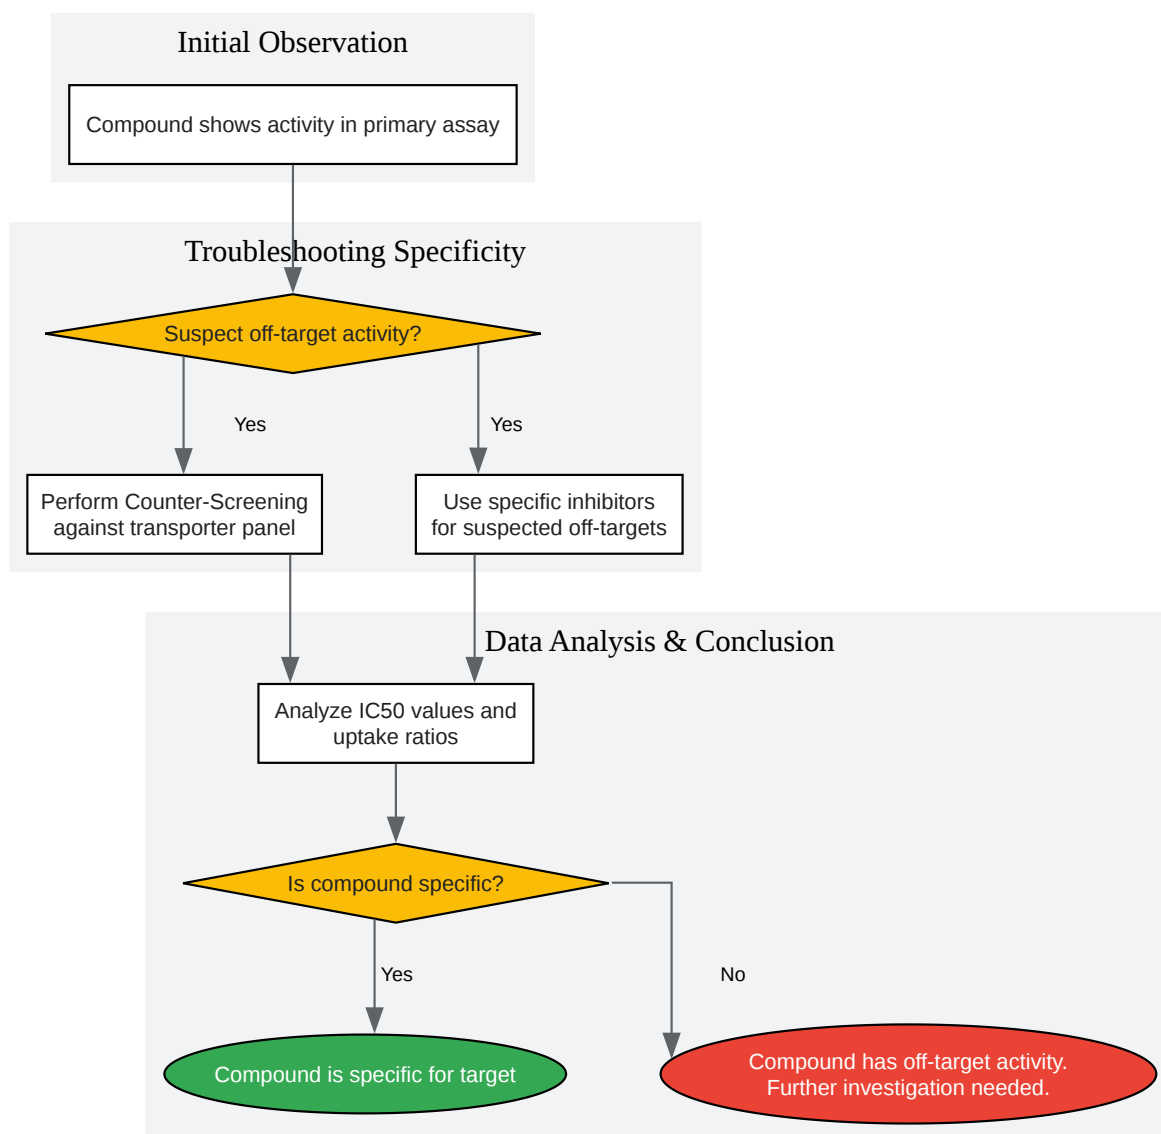 Initial Observation
Compound shows activity in primary assay
Troubleshooting Specificity
Suspect off-target activity?
Yes
Yes
Perform Counter-Screening
against transporter panel
Use specific inhibitors
for suspected off-targets
Data Analysis & Conclusion
Analyze IC50 values and
uptake ratios
Is compound specific?
Yes
No
Compound is specific for target
Compound has off-target activity.
Further investigation needed.